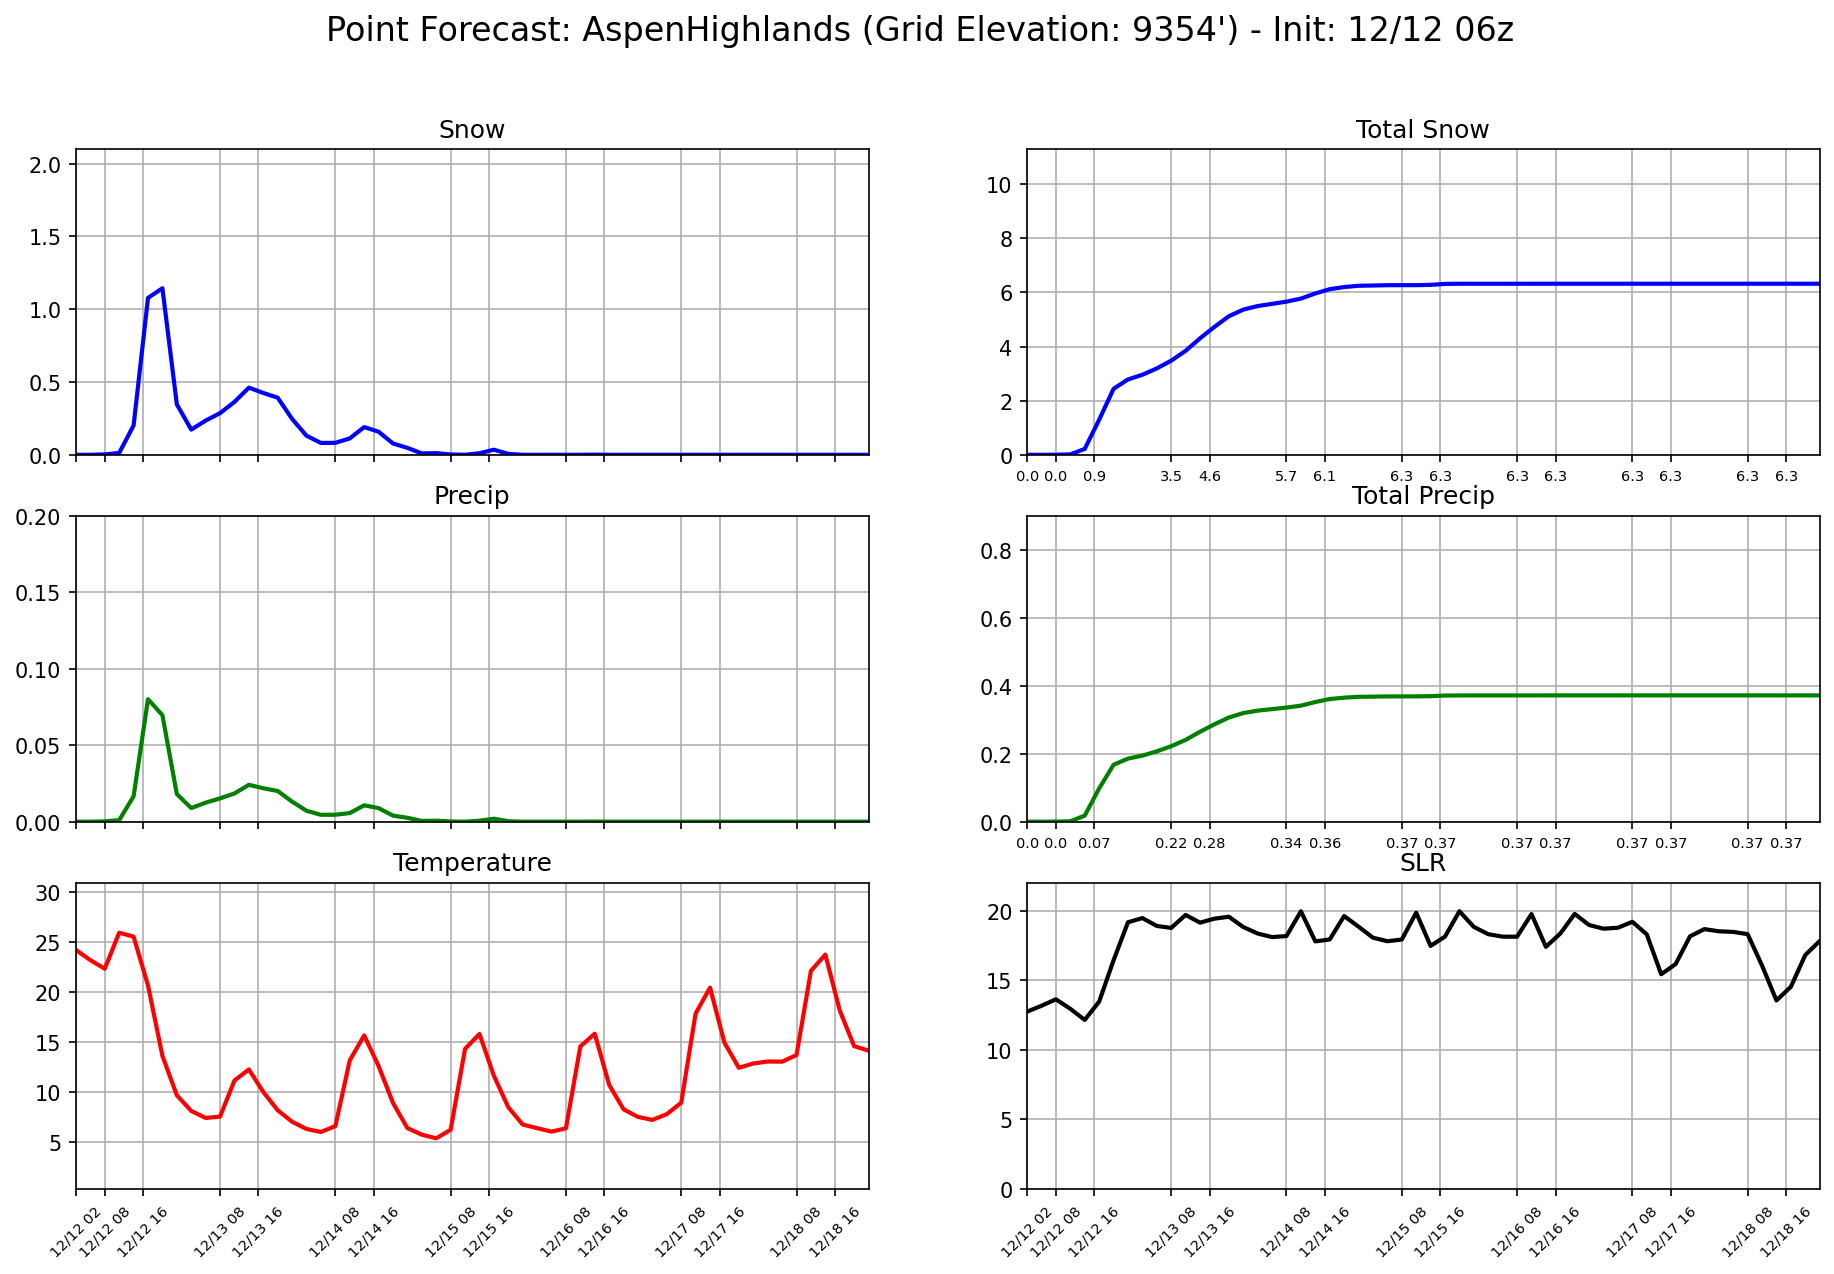 Point Forecast: AspenHighlands (Grid Elevation: 9354') - Init: 12/12 06z
Snow
2.0
1.5
1.0
0.5
0.0
Total Snow
10
8
6
4
2
0
0.0 0.0 0.9 3.5 4.6 5.7 6.1 6.3 6.3 6.3 6.3 6.3 6.3 6.3 6.3
Precip
0.20
0.15
0.10
0.05
0.00
Total Precip
0.8
0.6
0.4
0.2
0.0
0.0 0.0 0.07 0.22 0.28 0.34 0.36 0.37 0.37 0.37 0.37 0.37 0.37 0.37 0.37
Temperature
30
25
20
15
10
5
12/12 02 12/12 08 12/12 16 12/13 08 12/13 16 12/14 08 12/14 16 12/15 08 12/15 16 12/16 08 12/16 16 12/17 08 12/17 16 12/18 08 12/18 16
SLR
20
15
10
5
0
12/12 02 12/12 08 12/12 16 12/13 08 12/13 16 12/14 08 12/14 16 12/15 08 12/15 16 12/16 08 12/16 16 12/17 08 12/17 16 12/18 08 12/18 16